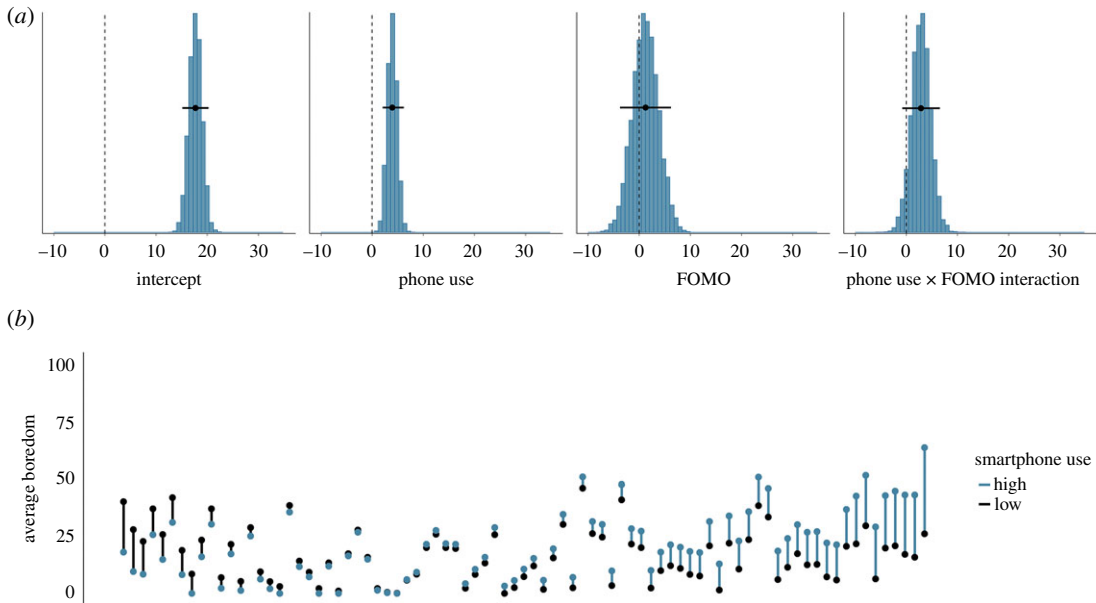 (a)
−10 0 10 20 30 −10 0 10 20 30 −10 0 10 20 30 −10 0 10 20 30
intercept phone use FOMO phone use × FOMO interaction
(b)
100
75
50
25
0
average boredom
smartphone use
high
low